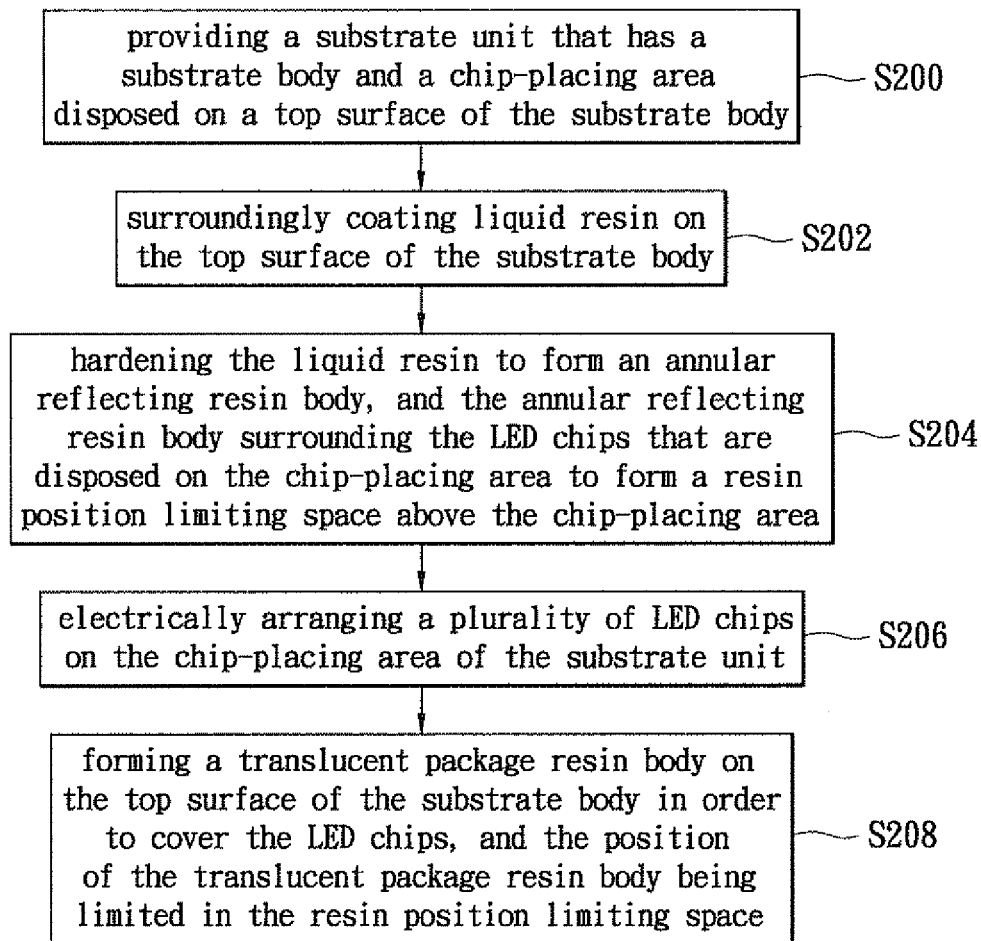 providing a substrate unit that has a
substrate body and a chip-placing area
disposed on a top surface of the substrate body
S200
surroundingly coating liquid resin on
the top surface of the substrate body
S202
hardening the liquid resin to form an annular
reflecting resin body, and the annular reflecting
resin body surrounding the LED chips that are
disposed on the chip-placing area to form a resin
position limiting space above the chip-placing area
S204
electrically arranging a plurality of LED chips
on the chip-placing area of the substrate unit
S206
forming a translucent package resin body on
the top surface of the substrate body in order
to cover the LED chips, and the position
of the translucent package resin body being
limited in the resin position limiting space
S208